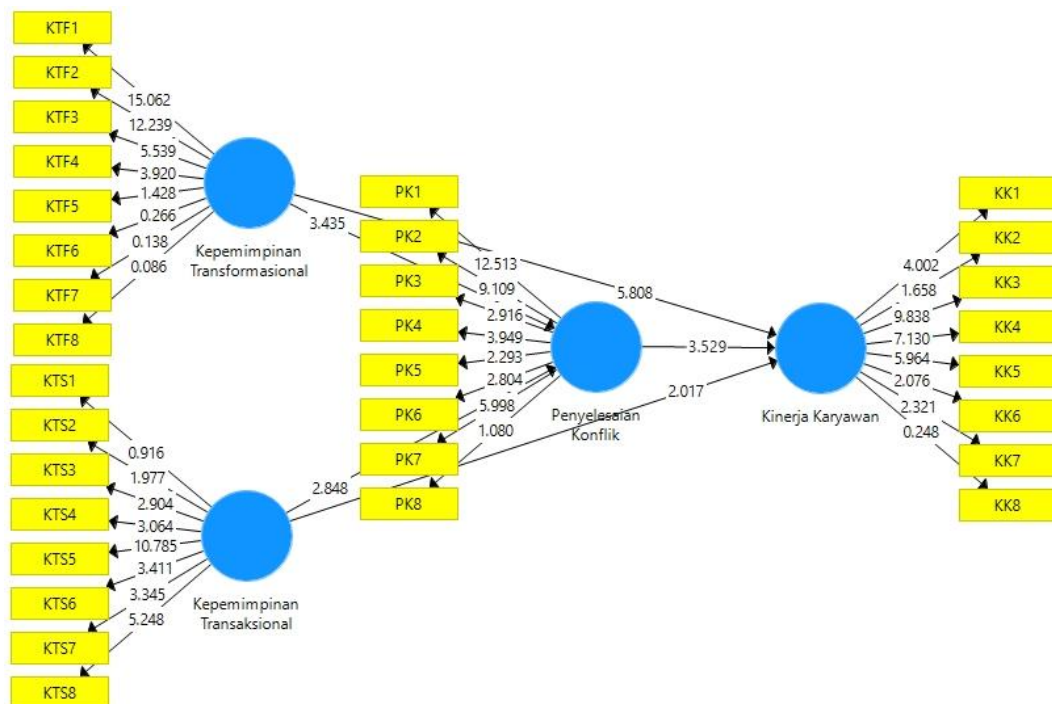 KTF1
KTF2
KTF3
KTF4
KTF5
KTF6
KTF7
KTF8
15.062
12.239
5.539
3.920
1.428
0.266
0.138
0.086
Kepemimpinan
Transformasional
KTS1
KTS2
KTS3
KTS4
KTS5
KTS6
KTS7
KTS8
0.916
1.977
2.904
3.064
10.785
3.411
3.345
5.248
Kepemimpinan
Transaksional
3.435
5.808
2.848
2.017
PK1
PK2
PK3
PK4
PK5
PK6
PK7
PK8
12.513
9.109
2.916
3.949
2.293
2.804
5.998
1.080
Penyelesaian
Konflik
3.529
Kinerja Karyawan
4.002
1.658
9.838
7.130
5.964
2.076
2.321
0.248
KK1
KK2
KK3
KK4
KK5
KK6
KK7
KK8